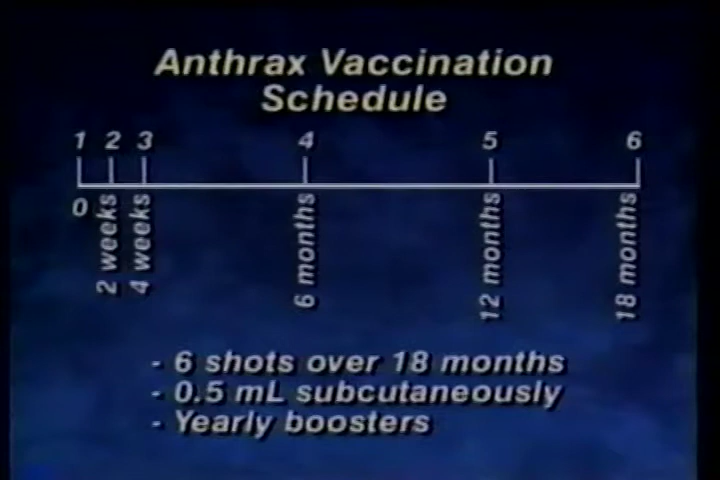 Anthrax Vaccination
Schedule
1 2 3 4 5 6
0 2 weeks 4 weeks 6 months 12 months 18 months
- 6 shots over 18 months
- 0.5 mL subcutaneously
- Yearly boosters